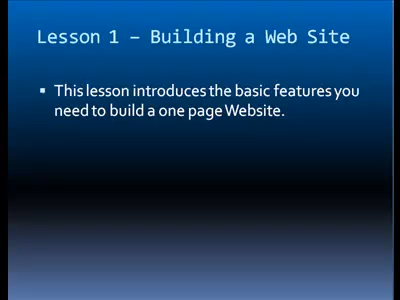 Lesson 1 – Building a Web Site
▪ This lesson introduces the basic features you
need to build a one page Website.